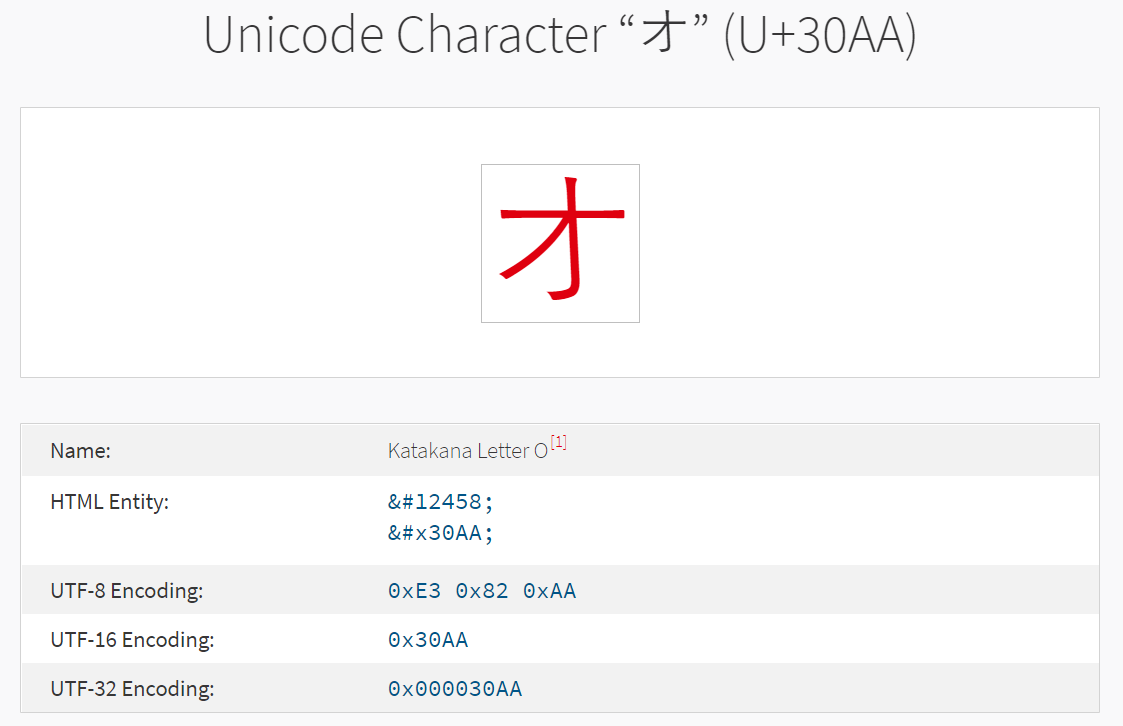 Unicode Character “オ” (U+30AA)
オ
Name: Katakana Letter O[1]
HTML Entity: &#12458;
&#x30AA;
UTF-8 Encoding: 0xE3 0x82 0xAA
UTF-16 Encoding: 0x30AA
UTF-32 Encoding: 0x000030AA